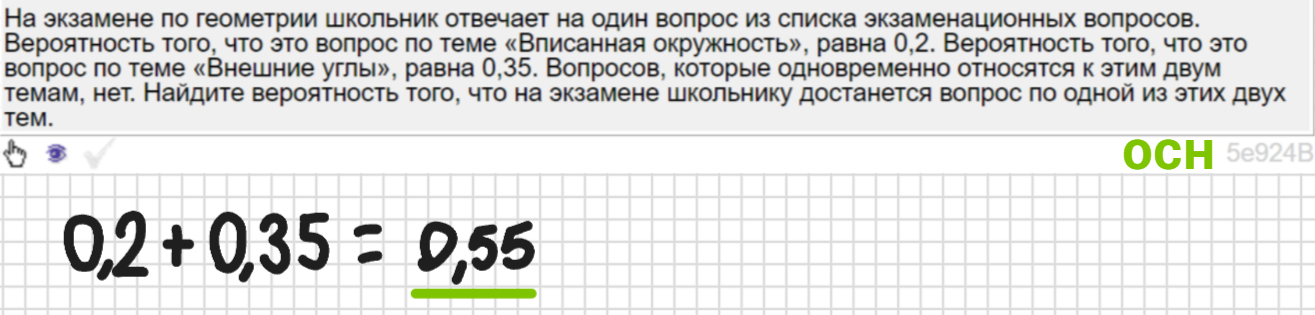 На экзамене по геометрии школьник отвечает на один вопрос из списка экзаменационных вопросов.
Вероятность того, что это вопрос по теме «Вписанная окружность», равна 0,2. Вероятность того, что это
вопрос по теме «Внешние углы», равна 0,35. Вопросов, которые одновременно относятся к этим двум
темам, нет. Найдите вероятность того, что на экзамене школьнику достанется вопрос по одной из этих двух
тем.
ОСН 5e924B
0,2 + 0,35 = 0,55